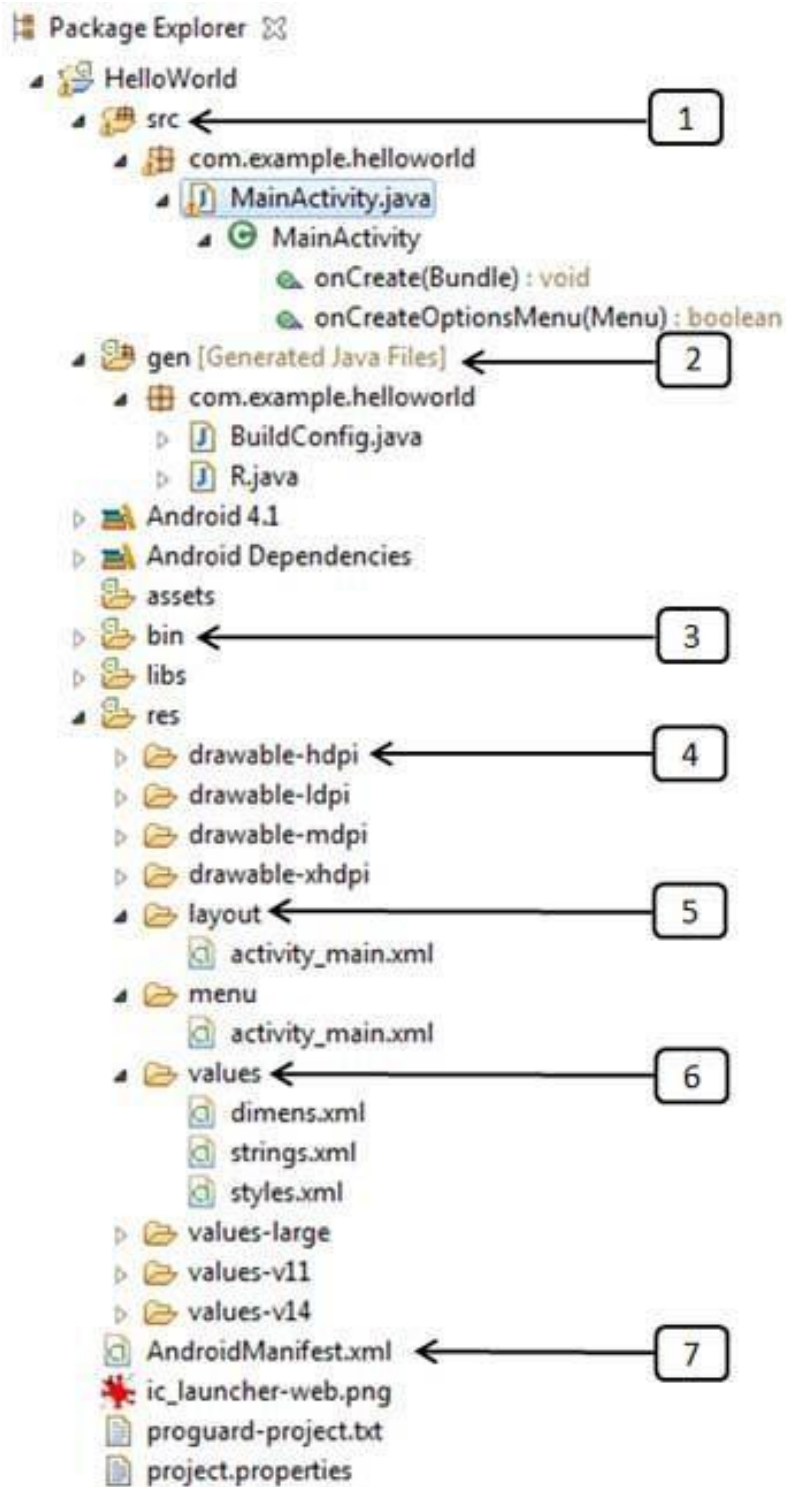 Package Explorer
HelloWorld
src
1
com.example.helloworld
MainActivity.java
MainActivity
onCreate(Bundle) : void
onCreateOptionsMenu(Menu) : boolean
gen [Generated Java Files]
2
com.example.helloworld
BuildConfig.java
R.java
Android 4.1
Android Dependencies
assets
bin
3
libs
res
drawable-hdpi
4
drawable-ldpi
drawable-mdpi
drawable-xhdpi
layout
5
activity_main.xml
menu
activity_main.xml
values
6
dimens.xml
strings.xml
styles.xml
values-large
values-v11
values-v14
AndroidManifest.xml
7
ic_launcher-web.png
proguard-project.txt
project.properties